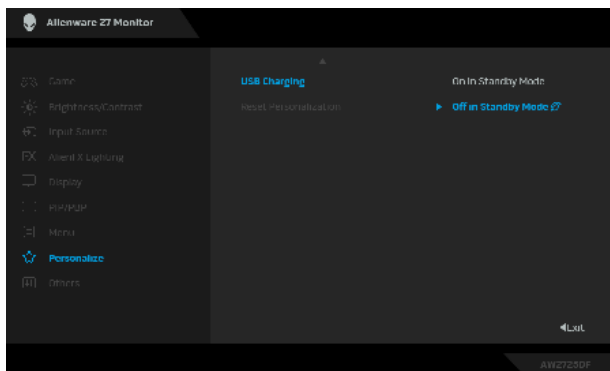 Alienware 27 Monitor
Game
Brightness/Contrast
Input Source
AlienFX Lighting
Display
PIP/PBP
Menu
Personalize
Others
USB Charging
Reset Personalization
On in Standby Mode
Off in Standby Mode
Exit
AW2725DF